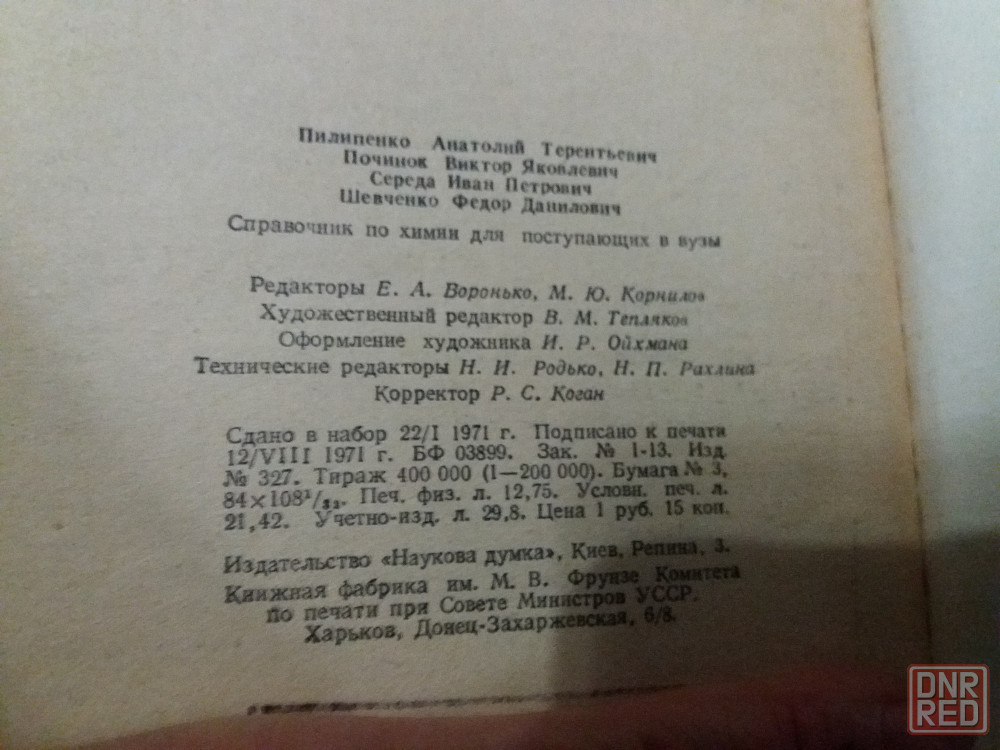 Пилипенко Анатолий Терентьевич
Починок Виктор Яковлевич
Середа Иван Петрович
Шевченко Федор Данилович
Справочник по химии для поступающих в вузы
Редакторы Е. А. Воронько, М. Ю. Корнилов
Художественный редактор В. М. Тепляков
Оформление художника И. Р. Ойхмана
Технические редакторы Н. И. Родько, Н. П. Рахлина
Корректор Р. С. Коган
Сдано в набор 22/I 1971 г. Подписано к печати
12/VIII 1971 г. БФ 03899. Зак. № 1-13. Изд.
№ 327. Тираж 400 000 (1—200 000). Бумага № 3,
84×108¹/₃₂. Печ. физ. л. 12,75. Условн. печ. л.
21,42. Учетно-изд. л. 29,8. Цена 1 руб. 15 коп.
Издательство «Наукова думка», Киев, Репина, 3.
Книжная фабрика им. М. В. Фрунзе Комитета
по печати при Совете Министров УССР.
Харьков, Донец-Захаржевская, 6/8.
DNR
RED